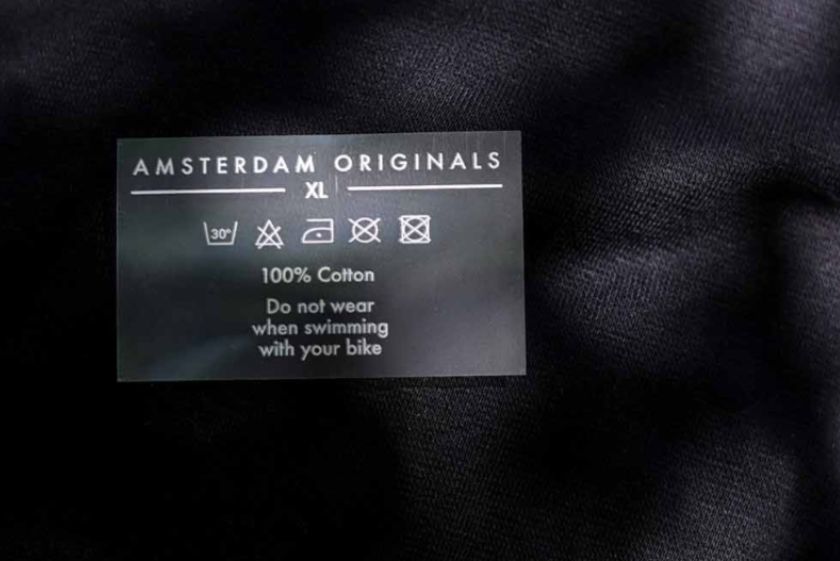 AMSTERDAM ORIGINALS
XL
30°
100% Cotton
Do not wear
when swimming
with your bike